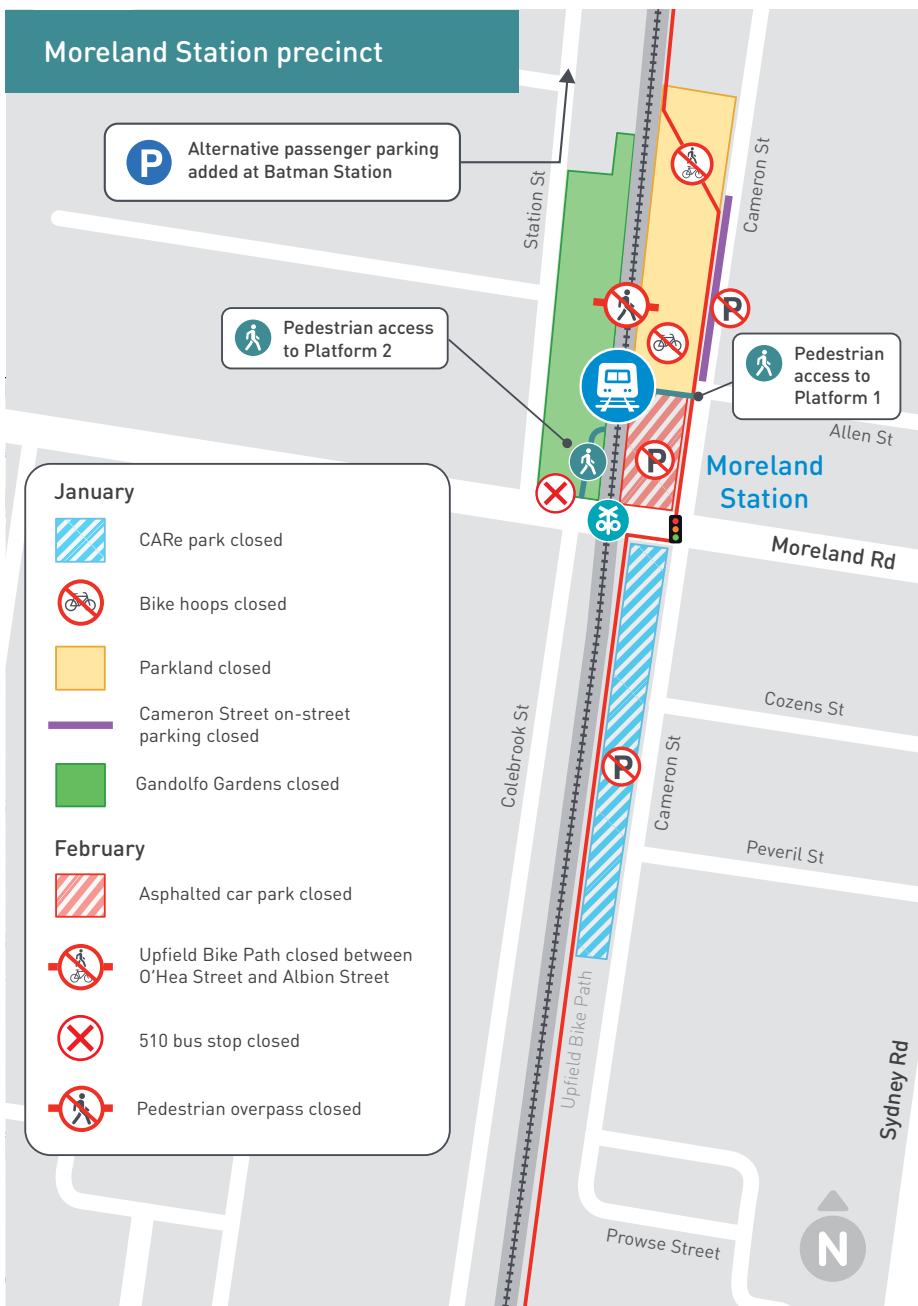 Moreland Station precinct
P
Alternative passenger parking
added at Batman Station
Station St
Cameron St
P
Pedestrian access
to Platform 2
Pedestrian
access to
Platform 1
Allen St
P
Moreland
Station
Moreland Rd
January
CARe park closed
Bike hoops closed
Parkland closed
Cameron Street on-street
parking closed
Gandolfo Gardens closed
February
Asphalted car park closed
Upfield Bike Path closed between
O'Hea Street and Albion Street
510 bus stop closed
Pedestrian overpass closed
Colebrook St
Cozens St
P
Cameron St
Peveril St
Upfield Bike Path
Sydney Rd
Prowse Street
N